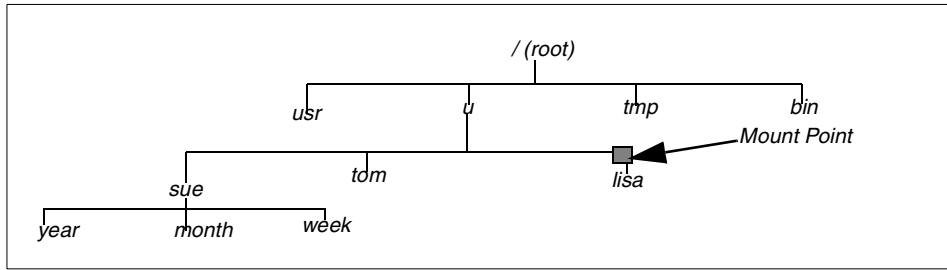 / (root)
usr u tmp bin
Mount Point
tom lisa
sue
year month week